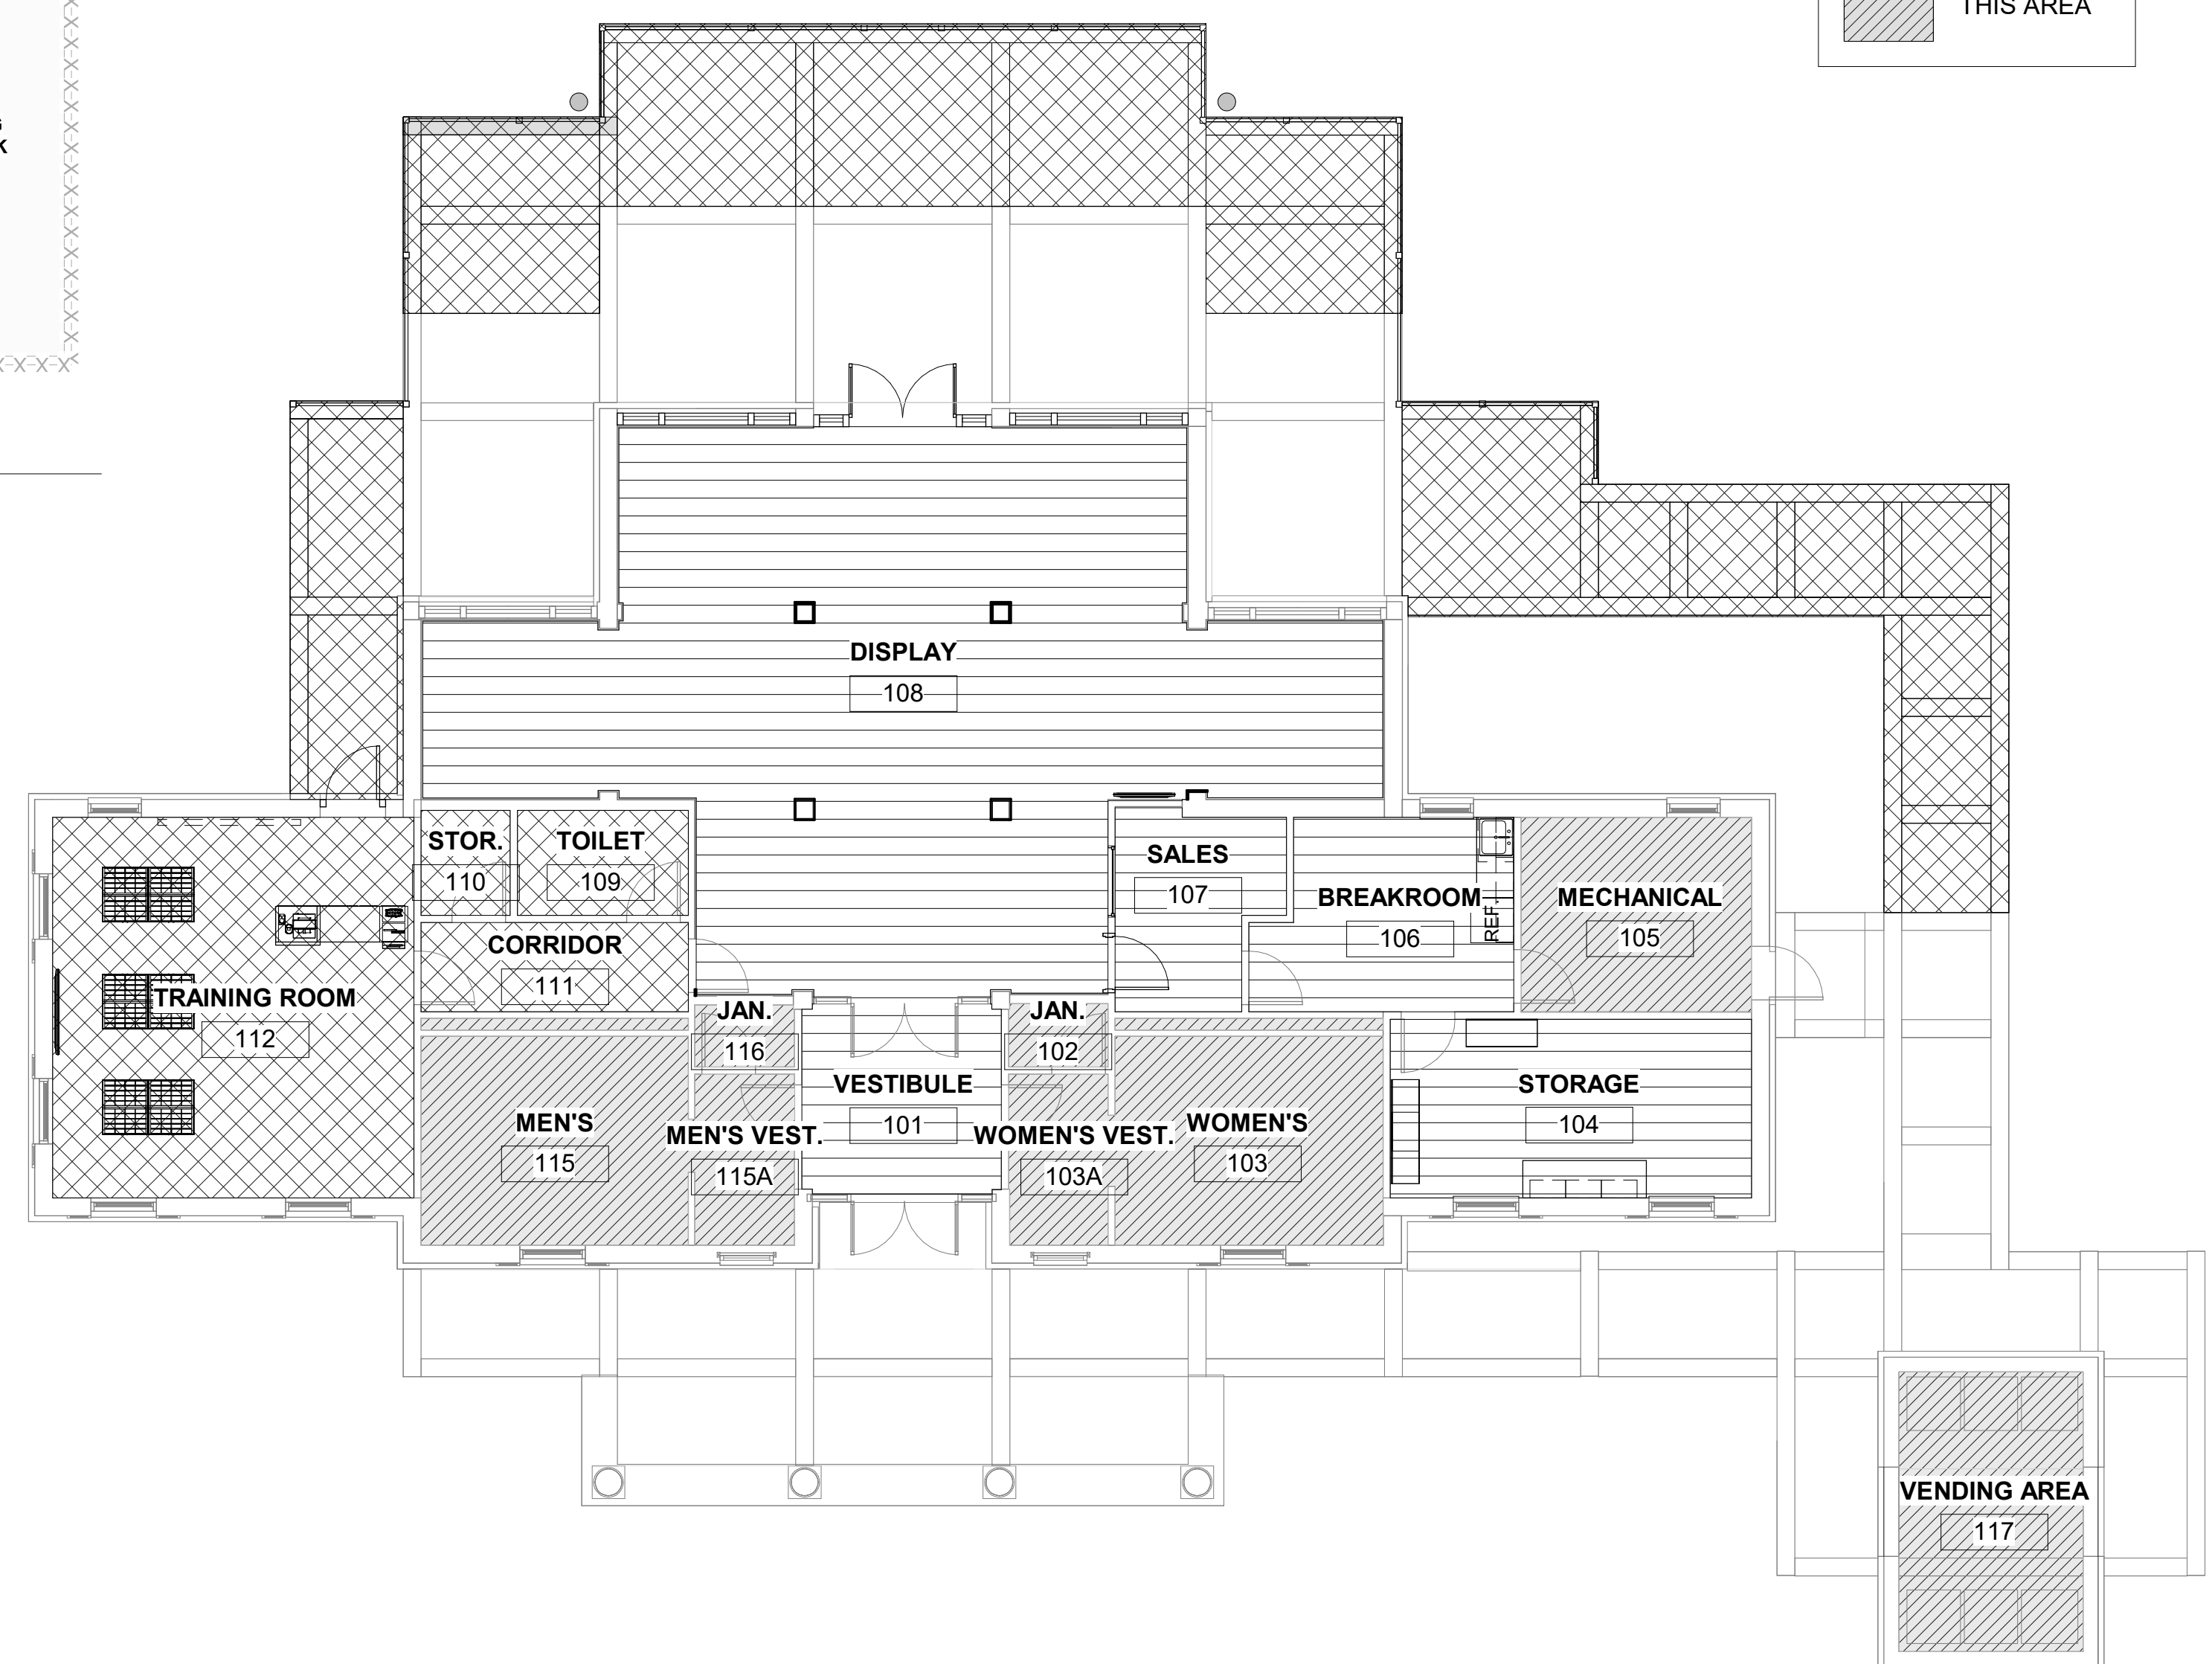 THIS AREA
K
DISPLAY
108
STOR.
110
TOILET
109
SALES
107
BREAKROOM
106
REF.
MECHANICAL
105
CORRIDOR
111
TRAINING ROOM
112
JAN.
116
JAN.
102
VESTIBULE
101
STORAGE
104
MEN'S
115
MEN'S VEST.
115A
WOMEN'S VEST.
103A
WOMEN'S
103
VENDING AREA
117
X-X-X-X